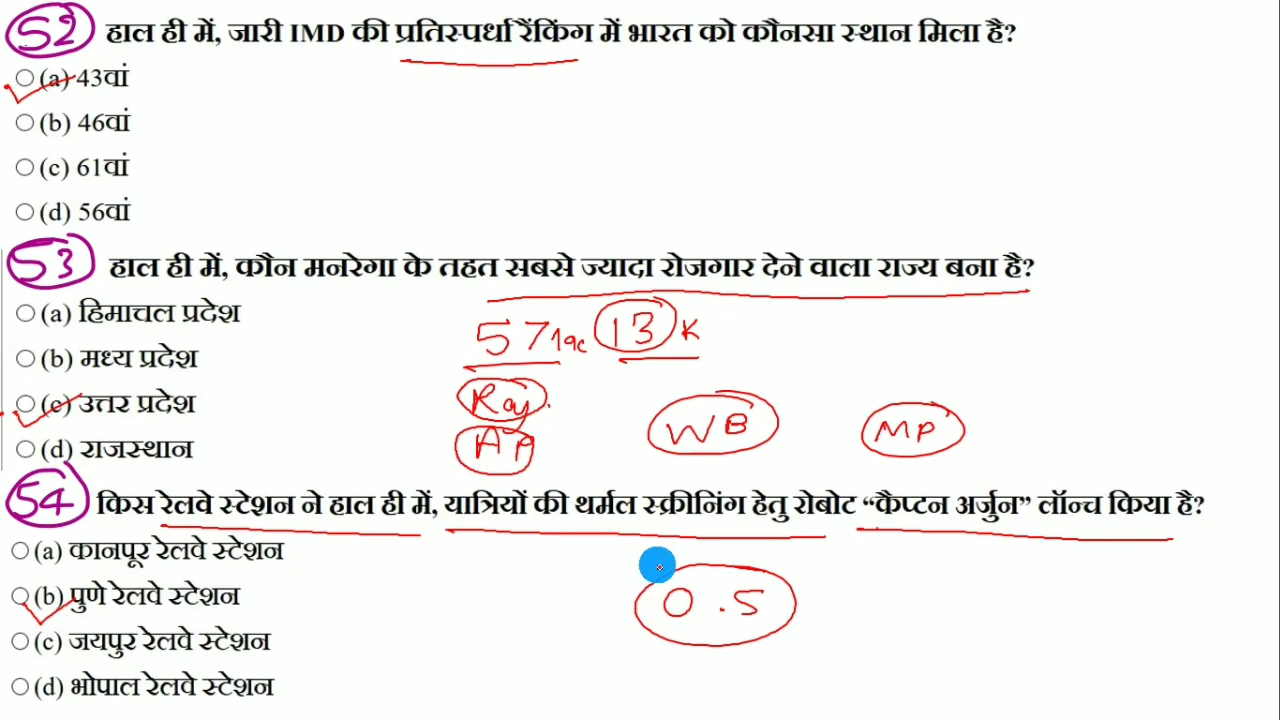 52 हाल ही में, जारी IMD की प्रतिस्पर्धा रैंकिंग में भारत को कौनसा स्थान मिला है?
(a) 43वां
(b) 46वां
(c) 61वां
(d) 56वां
53 हाल ही में, कौन मनरेगा के तहत सबसे ज्यादा रोजगार देने वाला राज्य बना है?
(a) हिमाचल प्रदेश
57 lac 13 K
(b) मध्य प्रदेश
(c) उत्तर प्रदेश
Raj.
WB
MP
(d) राजस्थान
AP
54 किस रेलवे स्टेशन ने हाल ही में, यात्रियों की थर्मल स्क्रीनिंग हेतु रोबोट “कैप्टन अर्जुन” लॉन्च किया है?
(a) कानपूर रेलवे स्टेशन
(b) पुणे रेलवे स्टेशन
0.5
(c) जयपुर रेलवे स्टेशन
(d) भोपाल रेलवे स्टेशन